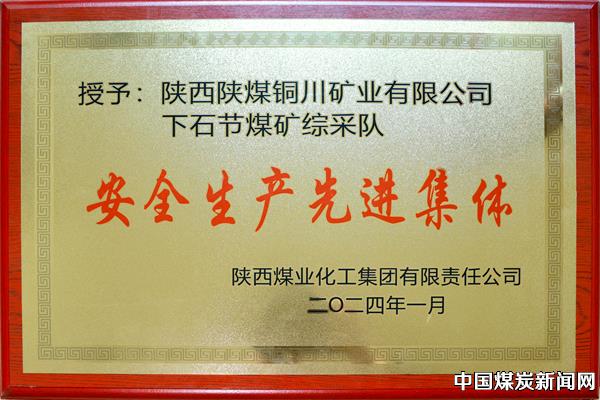 授予：陕西陕煤铜川矿业有限公司
下石节煤矿综采队
安全生产先进集体
陕西煤业化工集团有限责任公司
二〇二四年一月
中国煤炭新闻网